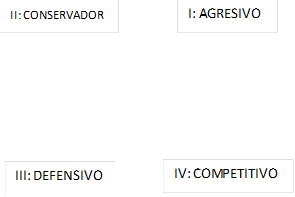 II: CONSERVADOR
I: AGRESIVO
III: DEFENSIVO
IV: COMPETITIVO